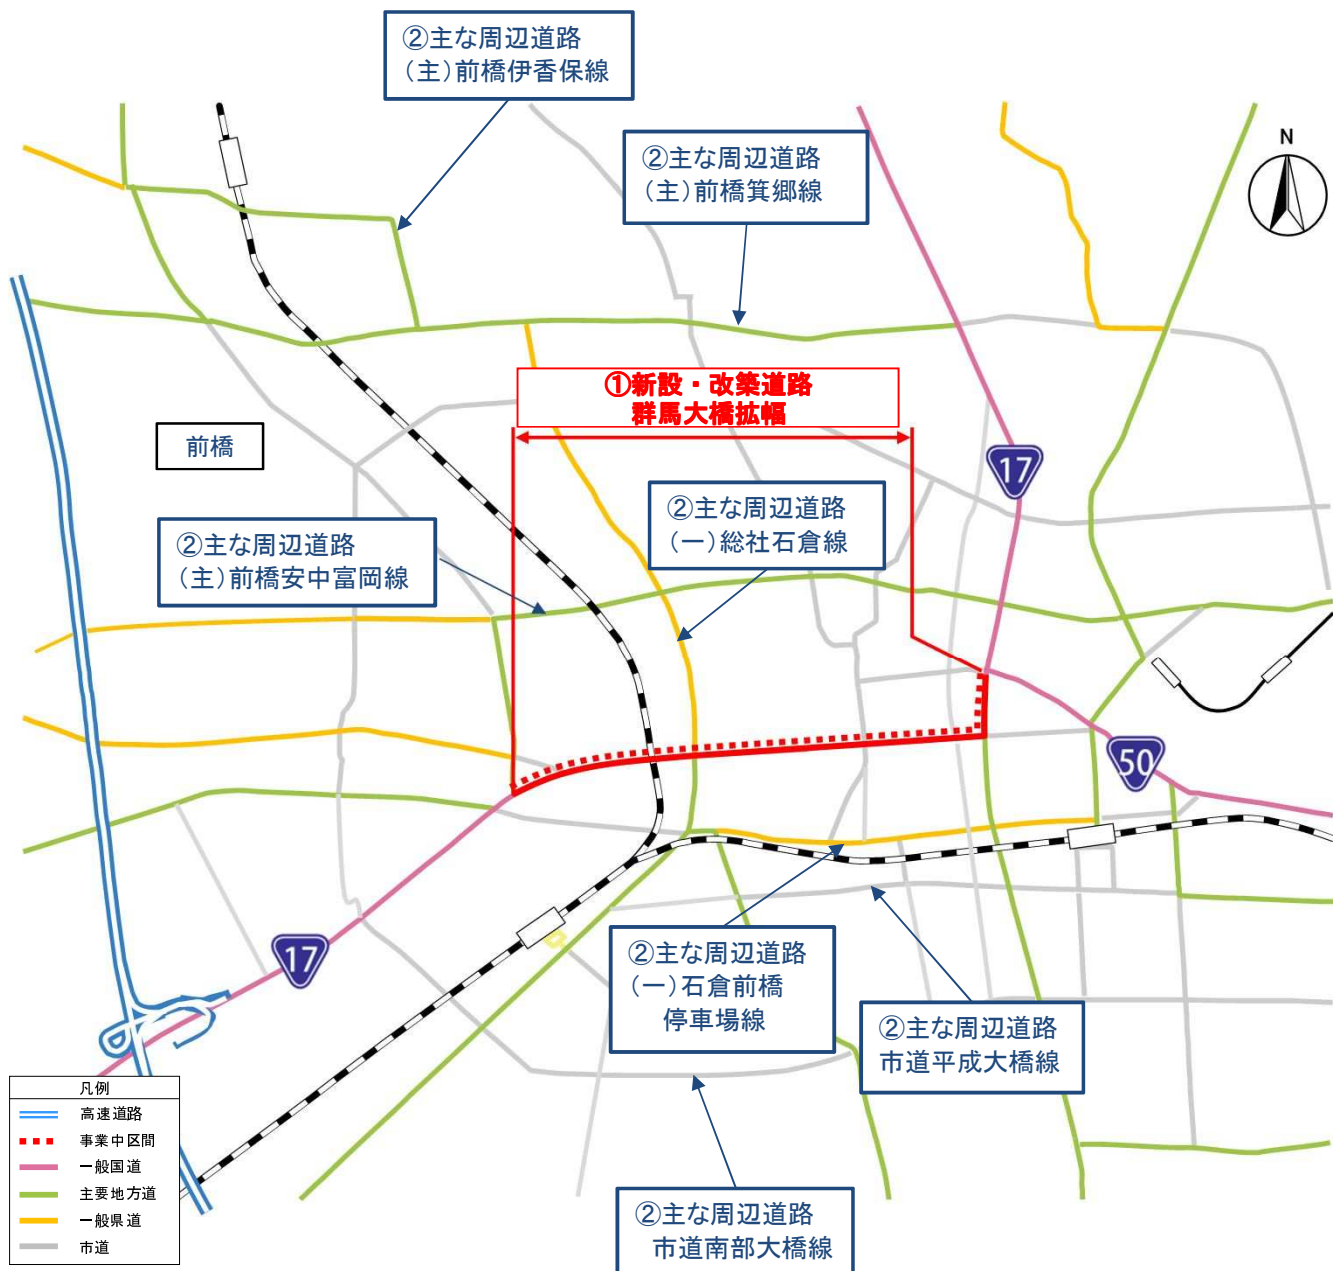 ②主な周辺道路
(主)前橋伊香保線
②主な周辺道路
(主)前橋箕郷線
N
①新設・改築道路
群馬大橋拡幅
前橋
17
②主な周辺道路
(一)総社石倉線
②主な周辺道路
(主)前橋安中富岡線
50
17
②主な周辺道路
(一)石倉前橋
停車場線
②主な周辺道路
市道平成大橋線
②主な周辺道路
市道南部大橋線
凡例
高速道路
事業中区間
一般国道
主要地方道
一般県道
市道